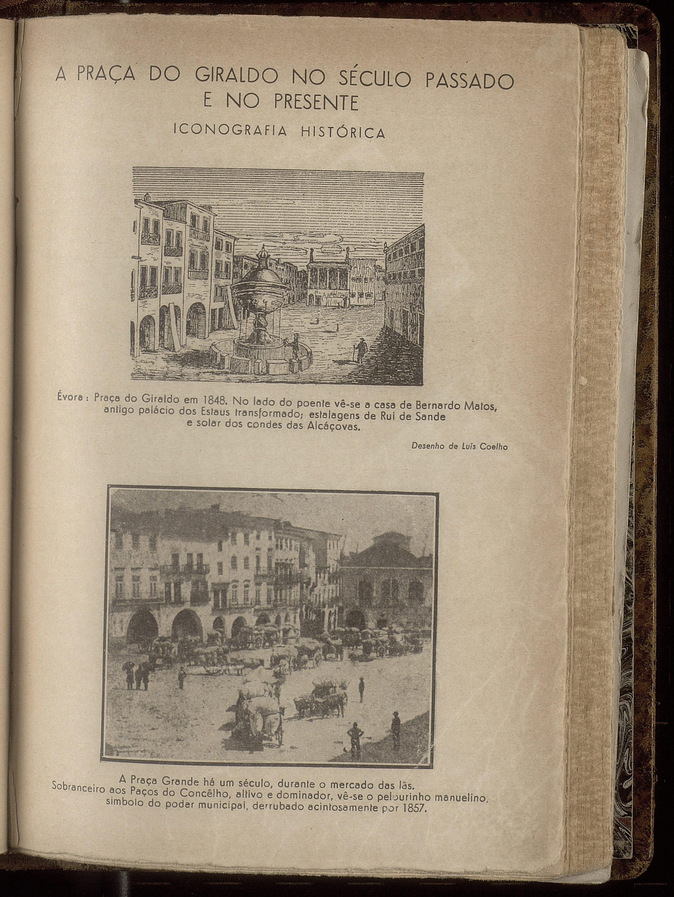 A PRAÇA DO GIRALDO NO SÉCULO PASSADO
E NO PRESENTE
ICONOGRAFIA HISTÓRICA
Évora: Praça do Giraldo em 1848. No lado do poente vê-se a casa de Bernardo Matos,
antigo palácio dos Estaus transformado; estalagens de Rui de Sande
e solar dos condes das Alcáçovas.
Desenho de Luís Coelho
A Praça Grande há um século, durante o mercado das lãs.
Sobranceiro aos Paços do Concêlho, altivo e dominador, vê-se o pelourinho manuelino,
símbolo do poder municipal, derrubado acintosamente por 1857.